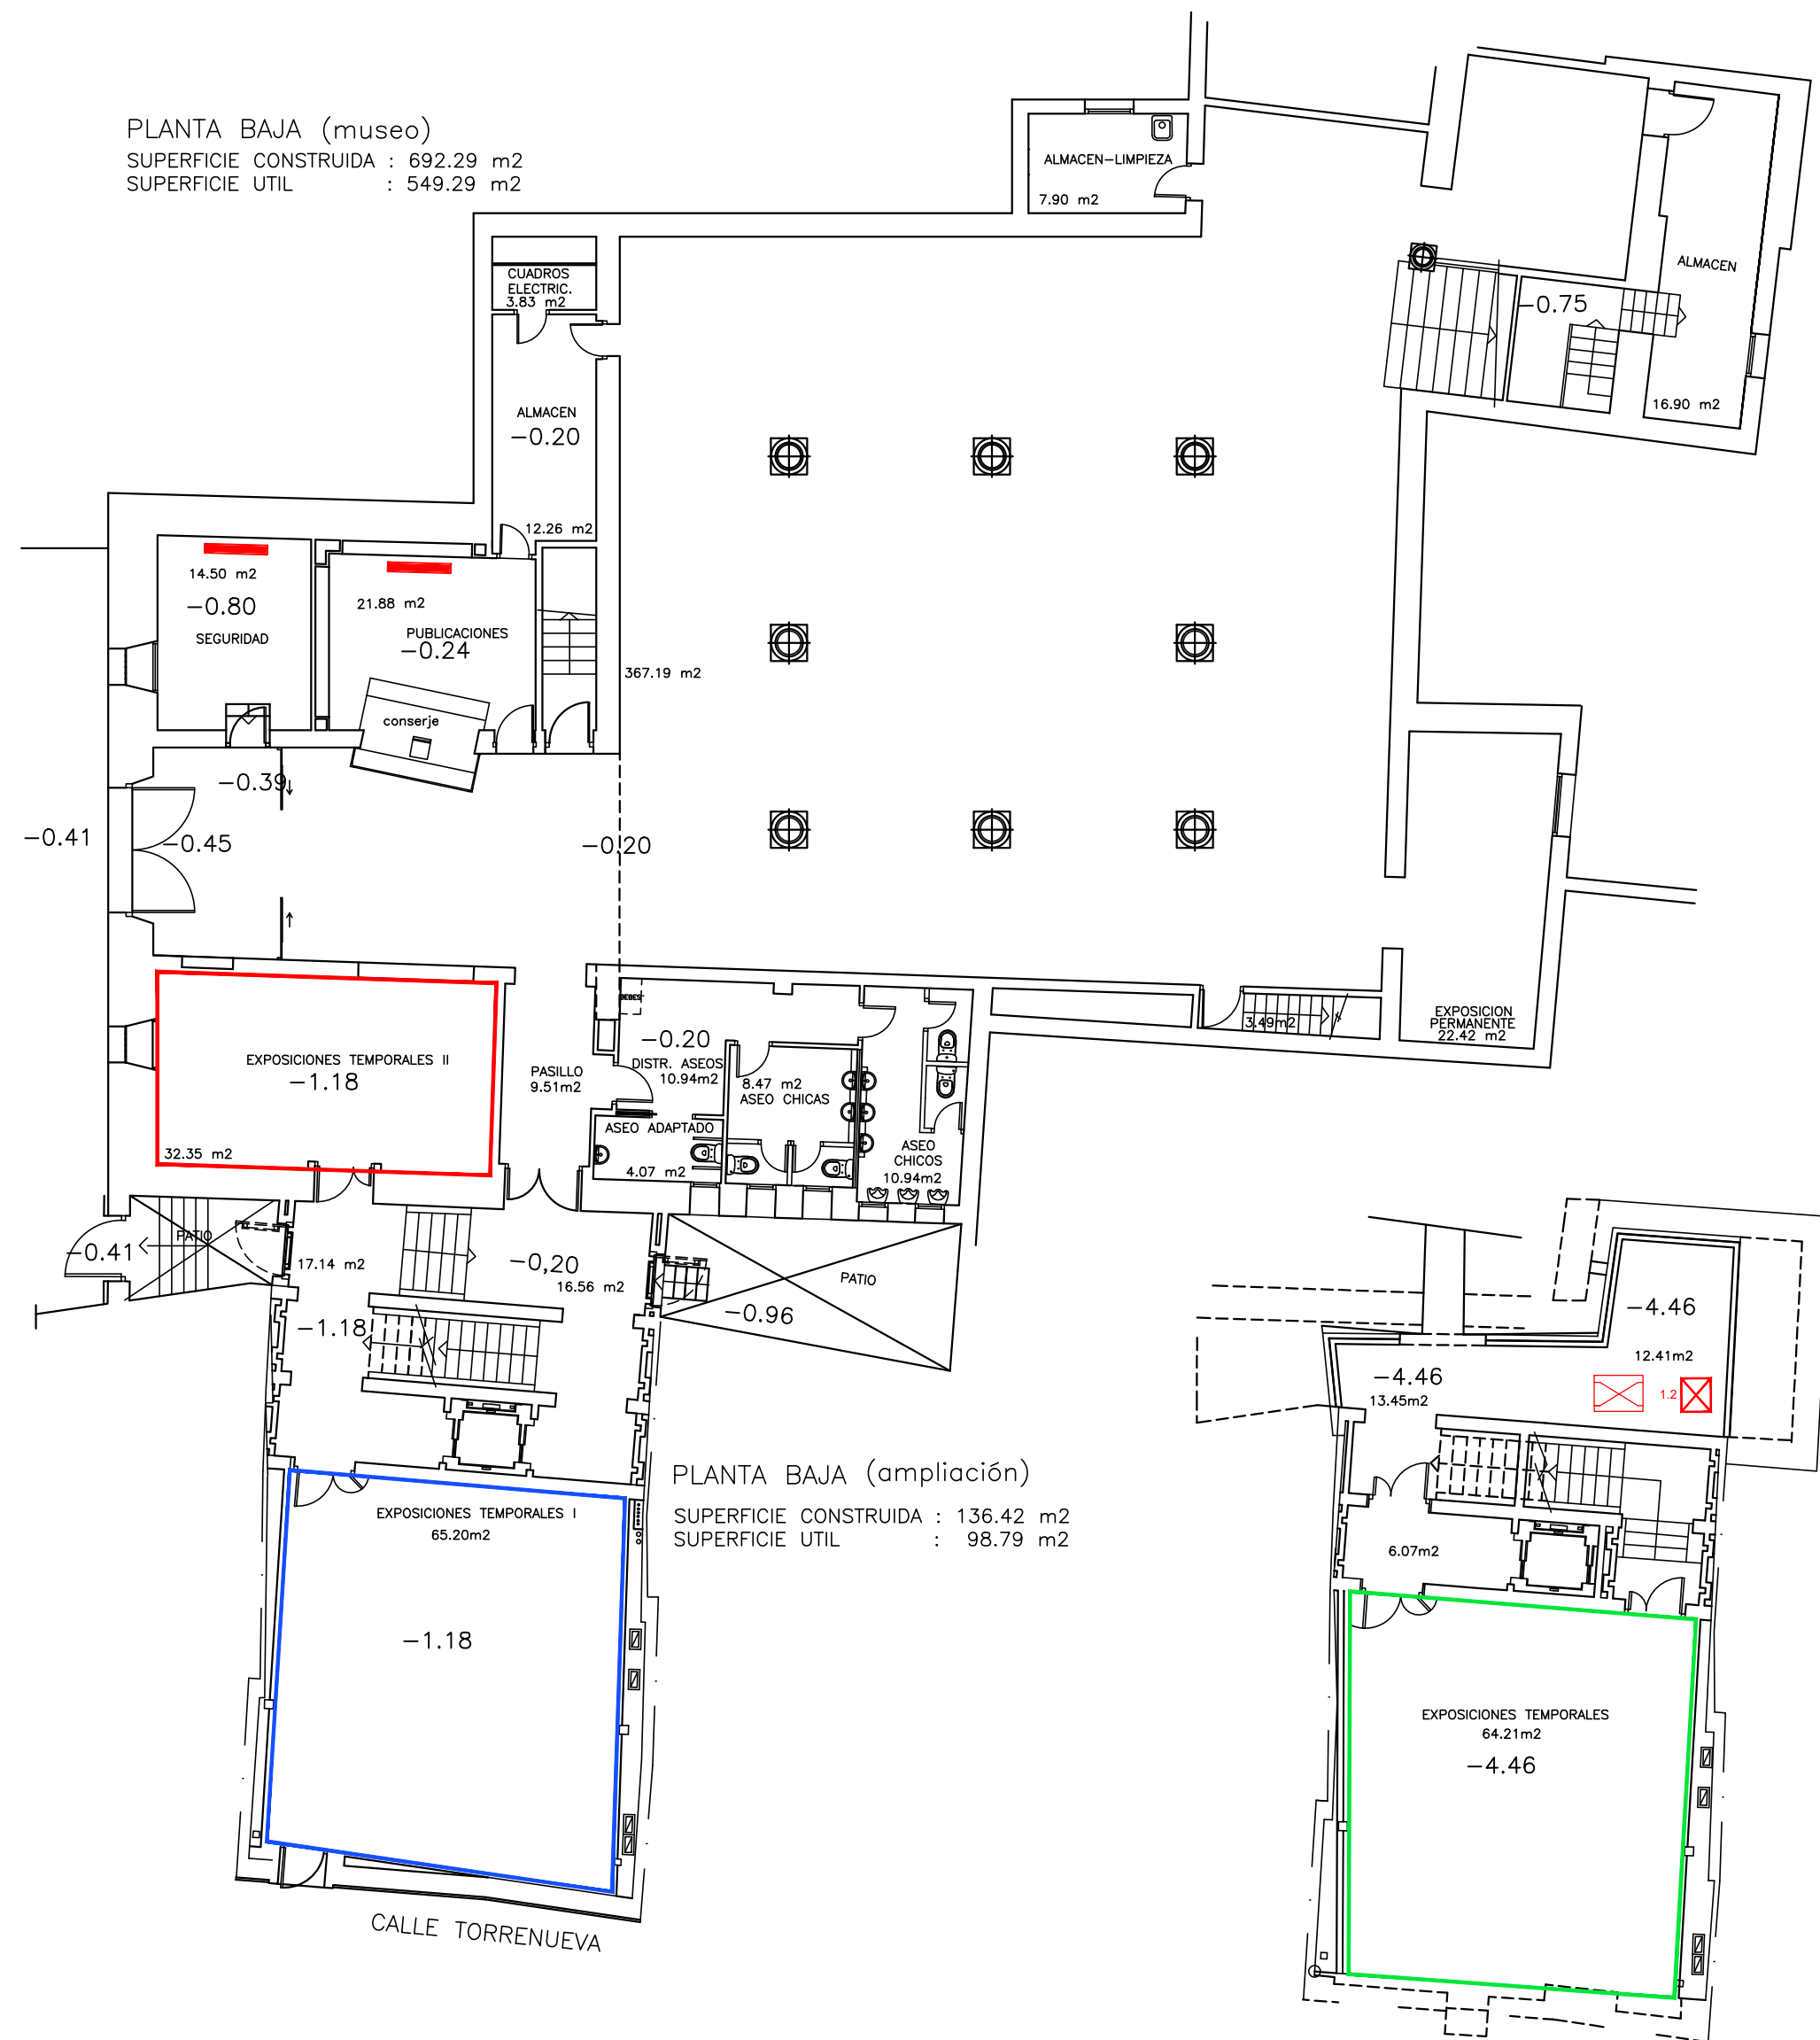 PLANTA BAJA (museo)
SUPERFICIE CONSTRUIDA : 692.29 m2
SUPERFICIE UTIL : 549.29 m2
ALMACEN-LIMPIEZA
7.90 m2
ALMACEN
-0.75
16.90 m2
CUADROS
ELECTRIC.
3.83 m2
ALMACEN
-0.20
12.26 m2
14.50 m2
-0.80
SEGURIDAD
21.88 m2
PUBLICACIONES
-0.24
367.19 m2
conserje
-0.39
-0.41
-0.45
-0.20
EXPOSICIONES TEMPORALES II
-1.18
32.35 m2
PASILLO
9.51m2
BEBES
-0.20
DISTR. ASEOS
10.94m2
8.47 m2
ASEO CHICAS
ASEO ADAPTADO
4.07 m2
ASEO
CHICOS
10.94m2
3.49m2
EXPOSICION
PERMANENTE
22.42 m2
PATIO
-0.41
17.14 m2
-0,20
16.56 m2
PATIO
-0.96
-1.18
-4.46
12.41m2
-4.46
13.45m2
1.2
6.07m2
PLANTA BAJA (ampliación)
SUPERFICIE CONSTRUIDA : 136.42 m2
SUPERFICIE UTIL : 98.79 m2
EXPOSICIONES TEMPORALES I
65.20m2
-1.18
EXPOSICIONES TEMPORALES
64.21m2
-4.46
CALLE TORRENUEVA